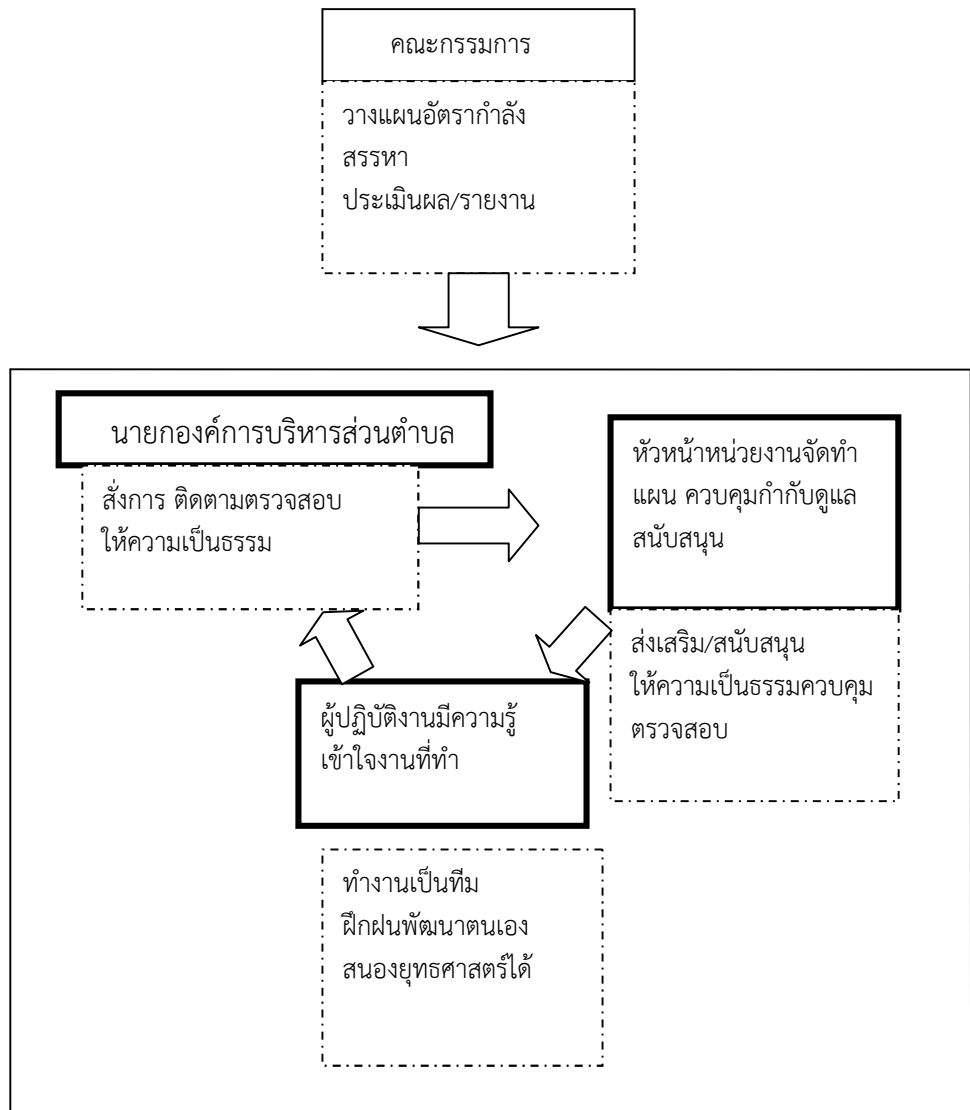 คณะกรรมการ
วางแผนอัตรากำลัง
สรรหา
ประเมินผล/รายงาน
นายกองค์การบริหารส่วนตำบล
สั่งการ ติดตามตรวจสอบ
ให้ความเป็นธรรม
หัวหน้าหน่วยงานจัดทำ
แผน ควบคุมกำกับดูแล
สนับสนุน
ส่งเสริม/สนับสนุน
ให้ความเป็นธรรมควบคุม
ตรวจสอบ
ผู้ปฏิบัติงานมีความรู้
เข้าใจงานที่ทำ
ทำงานเป็นทีม
ฝึกฝนพัฒนาตนเอง
สนองยุทธศาสตร์ได้